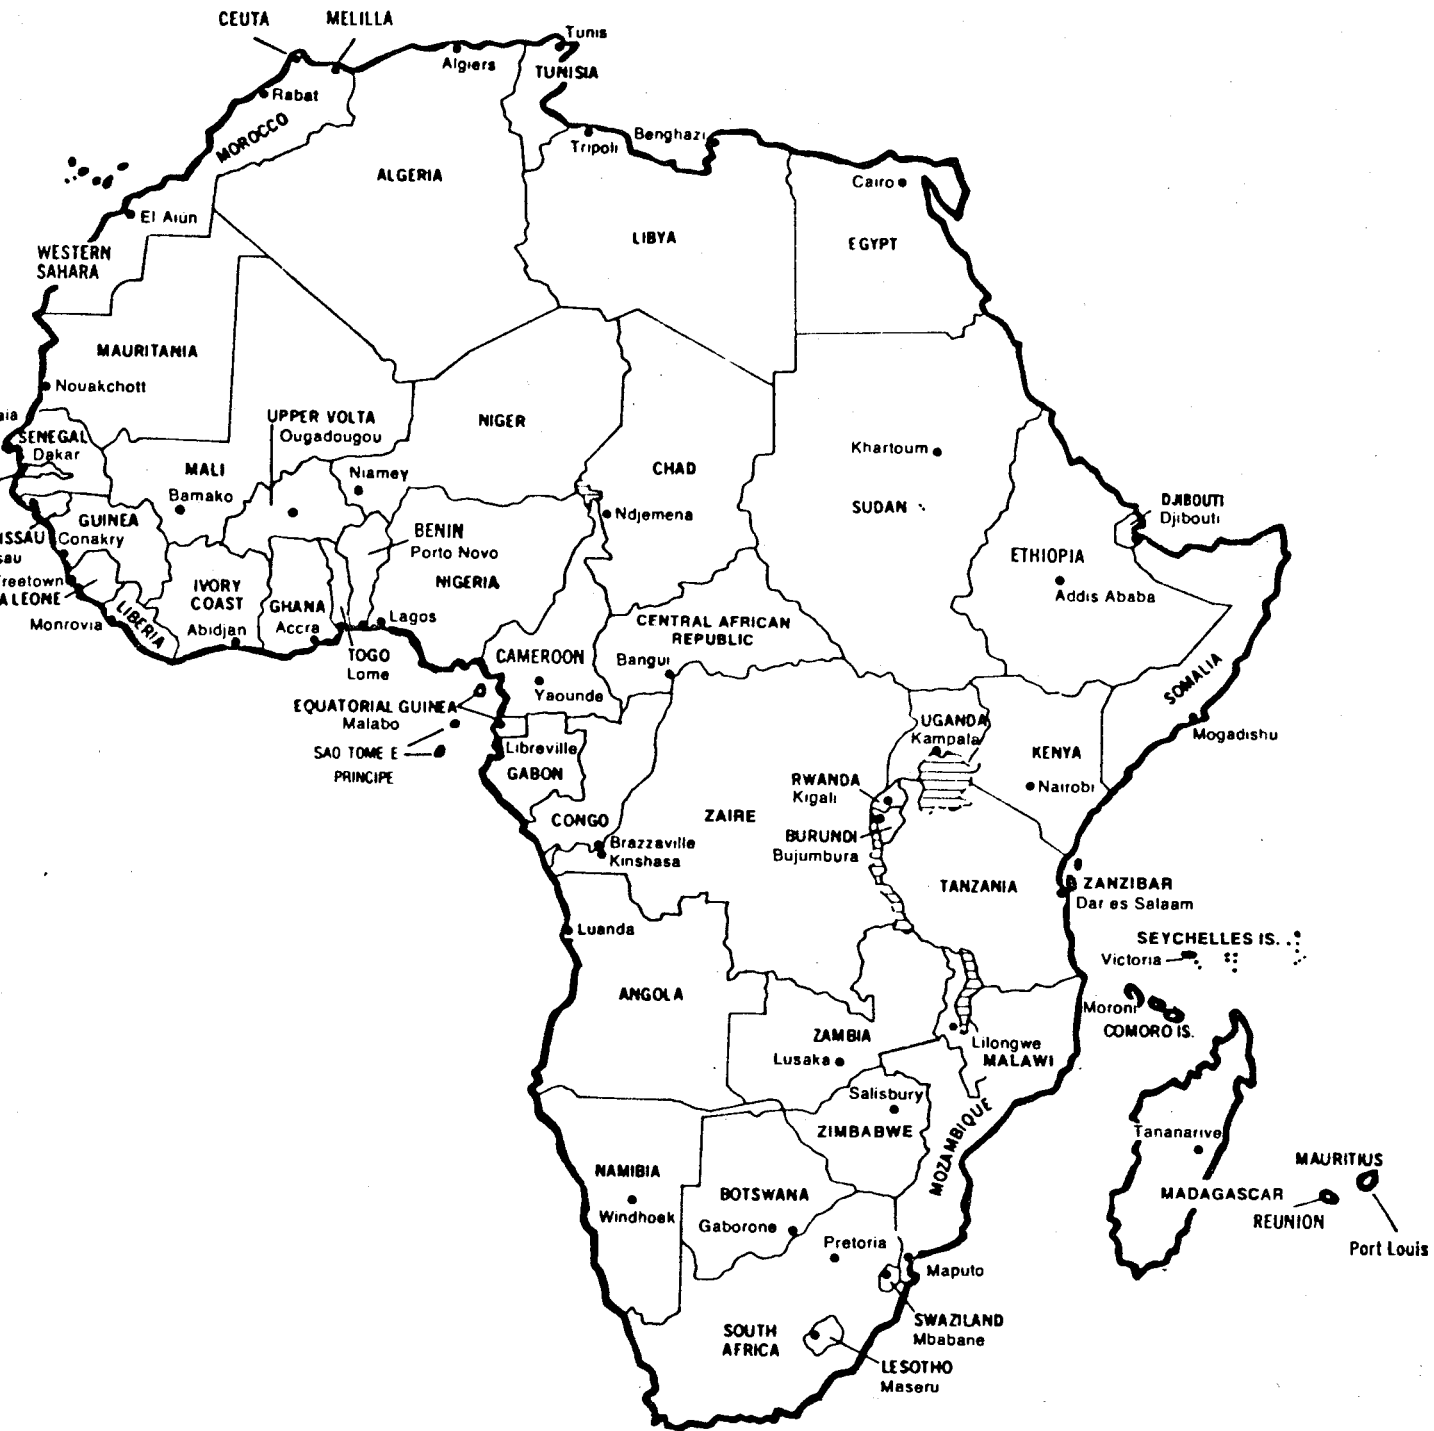 CEUTA
MELILLA
Tunis
Algiers
TUNISIA
Rabat
MOROCCO
Benghazi
Tripoli
ALGERIA
Cairo
El Aiún
LIBYA
EGYPT
WESTERN
SAHARA
MAURITANIA
Nouakchott
UPPER VOLTA
Ougadougou
NIGER
SENEGAL
Dakar
MALI
Niamey
CHAD
Khartoum
Bamako
SUDAN
DJIBOUTI
Djibouti
GUINEA
Conakry
Ndjemena
BENIN
Porto Novo
ISSAU
sau
ETHIOPIA
Addis Ababa
NIGERIA
IVORY
COAST
reetown
A LEONE
GHANA
Accra
LIBERIA
Monrovia
Abidjan
Lagos
CENTRAL AFRICAN
REPUBLIC
Bangui
TOGO
Lome
CAMEROON
Yaounde
SOMALIA
EQUATORIAL GUINEA
Malabo
UGANDA
Kampala
Mogadishu
SAO TOME E
PRINCIPE
Libreville
GABON
KENYA
Nairobi
RWANDA
Kigali
CONGO
ZAIRE
BURUNDI
Bujumbura
Brazzaville
Kinshasa
TANZANIA
ZANZIBAR
Dar es Salaam
Luanda
SEYCHELLES IS.
Victoria
ANGOLA
Moroni
COMORO IS.
ZAMBIA
Lusaka
Lilongwe
MALAWI
Salisbury
ZIMBABWE
MOZAMBIQUE
Tananarive
NAMIBIA
Windhoek
BOTSWANA
Gaborone
MAURITIUS
MADAGASCAR
REUNION
Port Louis
Pretoria
Maputo
SWAZILAND
Mbabane
SOUTH
AFRICA
LESOTHO
Maseru